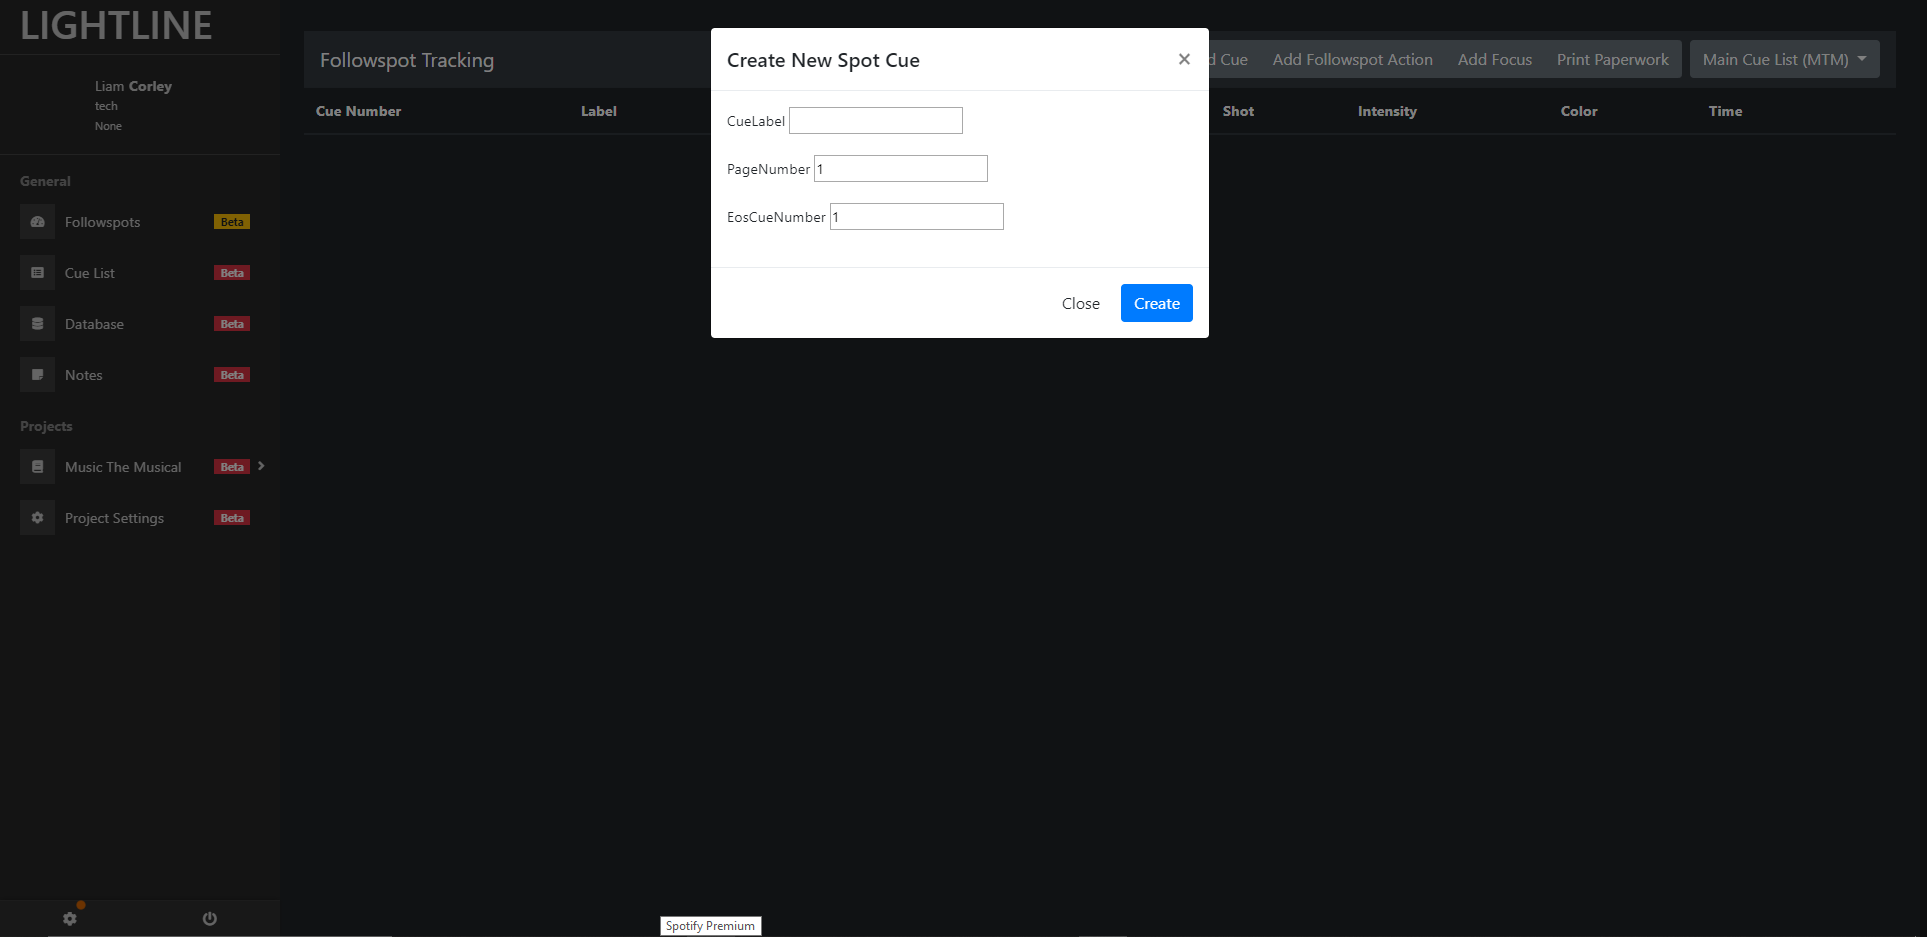 LIGHTLINE
Liam Corley
tech
None
General
Followspots Beta
Cue List Beta
Database Beta
Notes Beta
Projects
Music The Musical Beta
Project Settings Beta
Followspot Tracking
Cue Add Followspot Action Add Focus Print Paperwork Main Cue List (MTM)
Cue Number Label Shot Intensity Color Time
Create New Spot Cue ×
CueLabel
PageNumber 1
EosCueNumber 1
Close Create
Spotify Premium